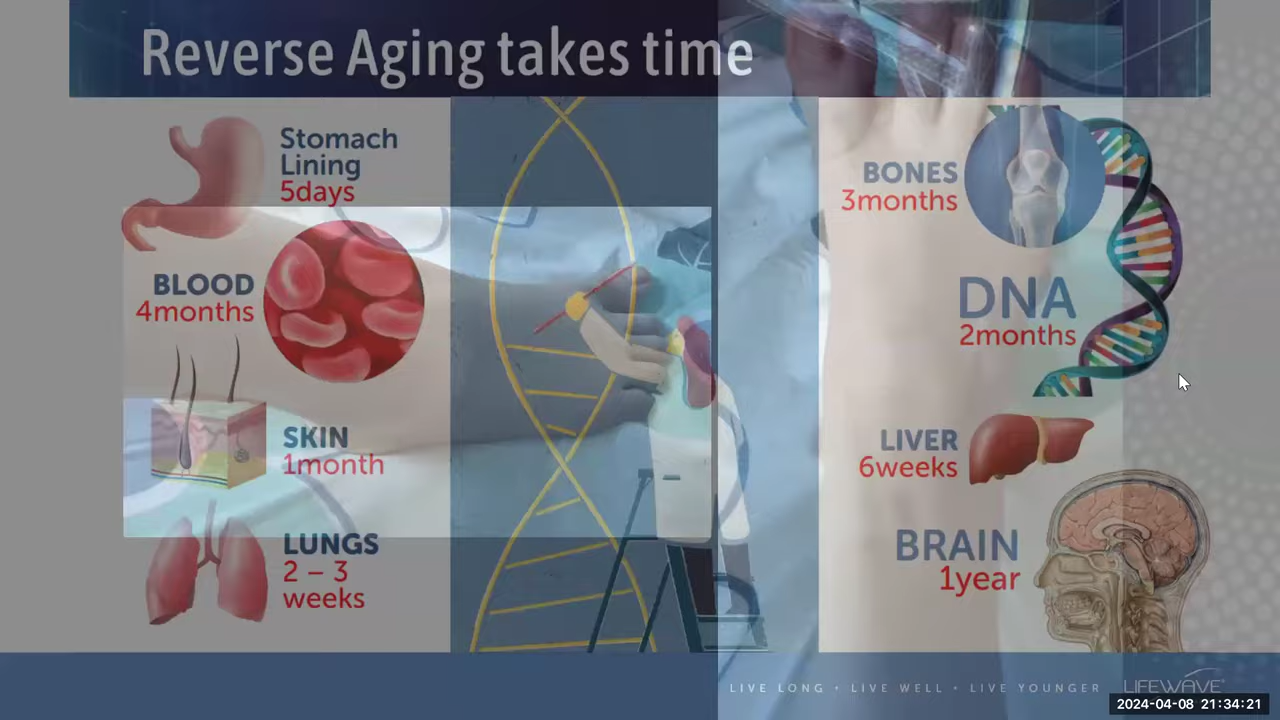 Reverse Aging takes time
Stomach
Lining
5days
BLOOD
4months
SKIN
1month
LUNGS
2 – 3
weeks
BONES
3months
DNA
2months
LIVER
6weeks
BRAIN
1year
LIVE LONG • LIVE WELL • LIVE YOUNGER
LIFEWAVE
2024-04-08 21:34:21